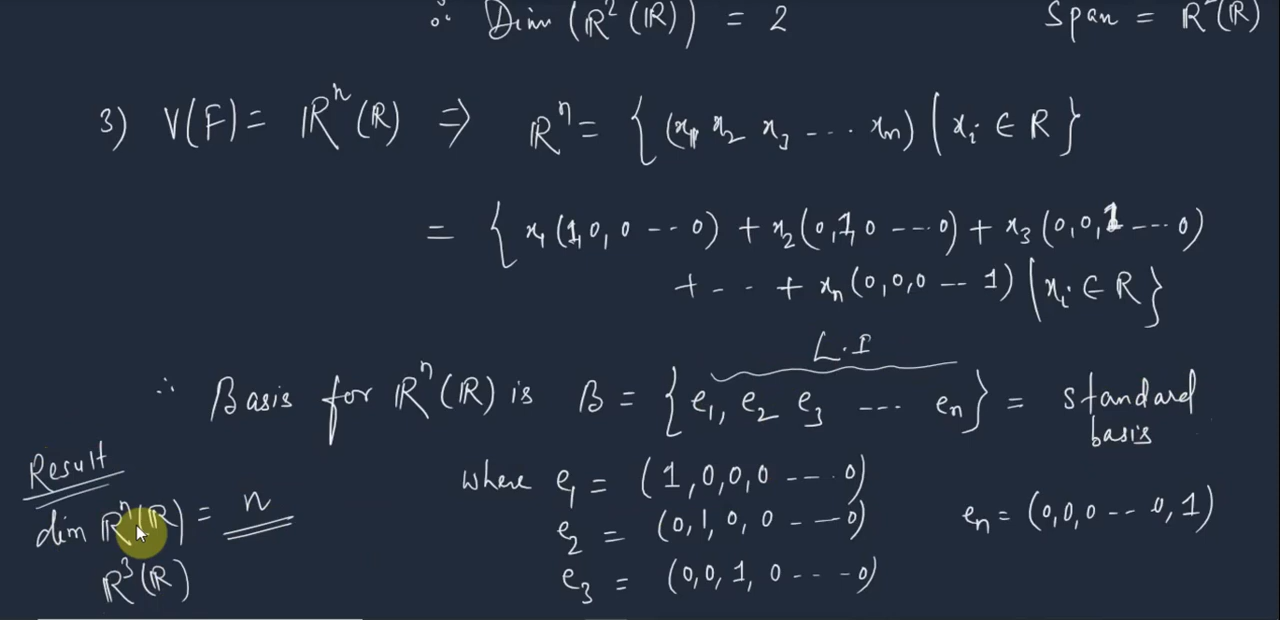 ∴ Dim (ℝ²(ℝ)) = 2 Span = ℝ²(ℝ)
3) V(F) = ℝⁿ(ℝ) ⇒ ℝⁿ = { (x₁ x₂ x₃ ---- xₙ) | xᵢ ∈ R }
= { x₁(1,0,0 --- 0) + x₂(0,1,0 ---- 0) + x₃(0,0,1 ---- 0)
+ - - + xₙ(0,0,0 -- 1) | xᵢ ∈ R }
L.I
∴ Basis for ℝⁿ(ℝ) is B = { e₁, e₂ e₃ --- eₙ } = standard
basis
Result
where e₁ = (1,0,0,0 --- 0)
dim ℝⁿ(ℝ) = n
e₂ = (0,1,0,0 --- 0) eₙ = (0,0,0 -- 0,1)
ℝ³(ℝ)
e₃ = (0,0,1,0 --- 0)